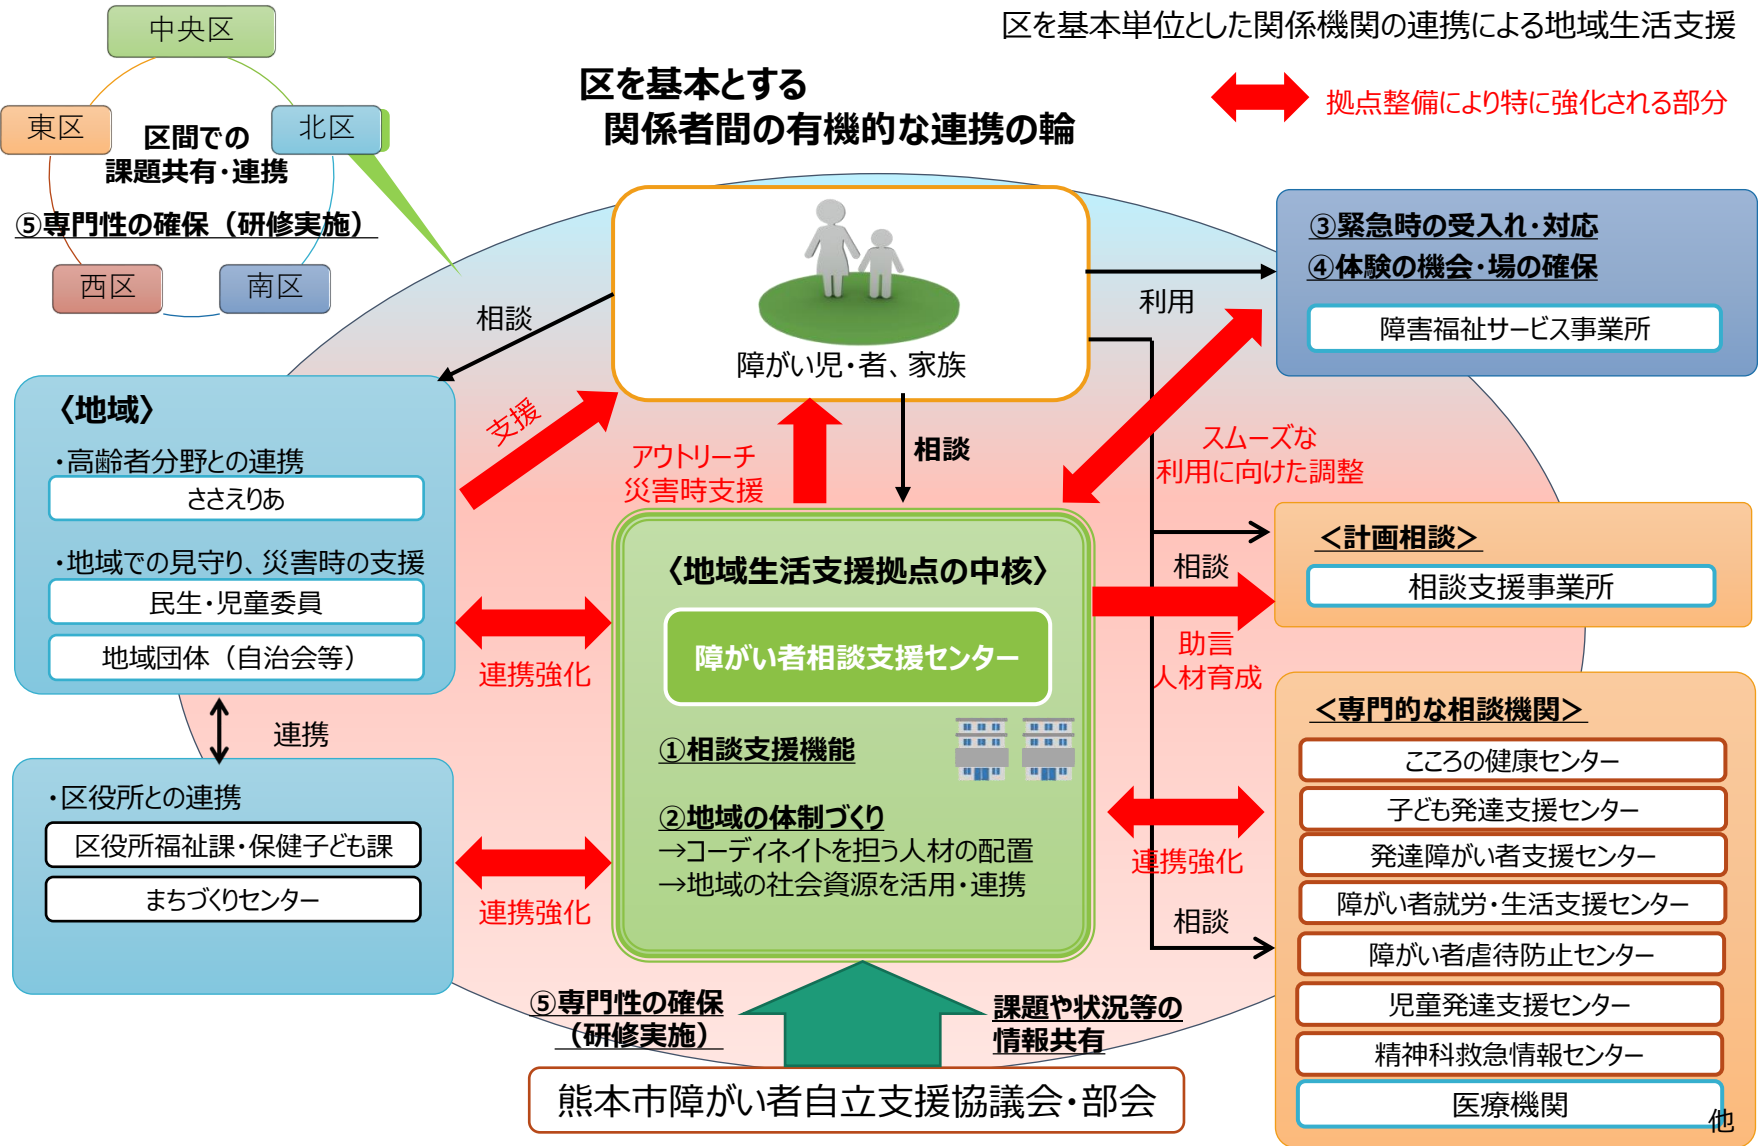 区を基本単位とした関係機関の連携による地域生活支援
拠点整備により特に強化される部分
区を基本とする
関係者間の有機的な連携の輪
中央区
東区
北区
区間での
課題共有・連携
⑤専門性の確保（研修実施）
西区
南区
障がい児・者、家族
③緊急時の受入れ・対応
④体験の機会・場の確保
障害福祉サービス事業所
利用
相談
〈地域〉
・高齢者分野との連携
ささえりあ
・地域での見守り、災害時の支援
民生・児童委員
地域団体（自治会等）
支援
アウトリーチ
災害時支援
相談
スムーズな
利用に向けた調整
〈地域生活支援拠点の中核〉
障がい者相談支援センター
①相談支援機能
②地域の体制づくり
→コーディネイトを担う人材の配置
→地域の社会資源を活用・連携
＜計画相談＞
相談支援事業所
相談
助言
人材育成
連携強化
連携
・区役所との連携
区役所福祉課・保健子ども課
まちづくりセンター
連携強化
連携強化
相談
＜専門的な相談機関＞
こころの健康センター
子ども発達支援センター
発達障がい者支援センター
障がい者就労・生活支援センター
障がい者虐待防止センター
児童発達支援センター
精神科救急情報センター
医療機関
他
⑤専門性の確保
（研修実施）
課題や状況等の
情報共有
熊本市障がい者自立支援協議会・部会